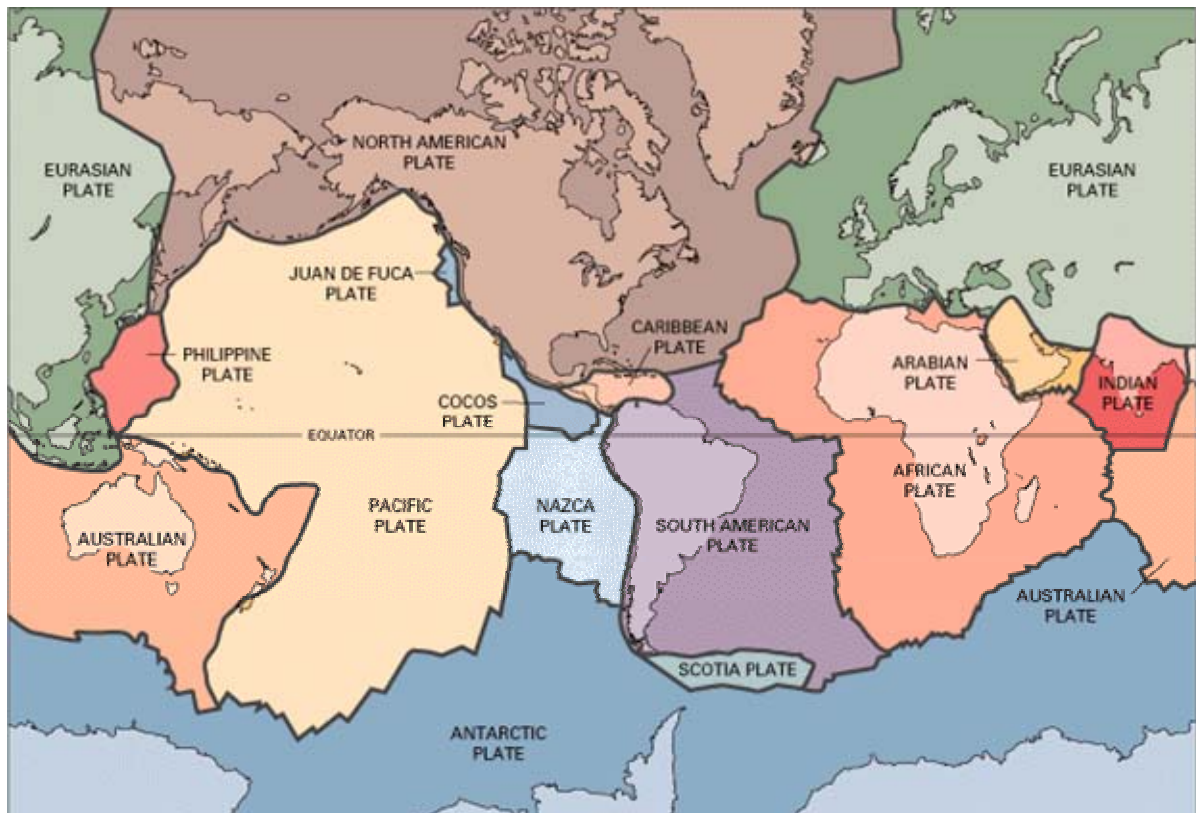 NORTH AMERICAN
PLATE
EURASIAN
PLATE
EURASIAN
PLATE
JUAN DE FUCA
PLATE
CARIBBEAN
PLATE
PHILIPPINE
PLATE
ARABIAN
PLATE
INDIAN
PLATE
COCOS
PLATE
EQUATOR
AFRICAN
PLATE
PACIFIC
PLATE
NAZCA
PLATE
SOUTH AMERICAN
PLATE
AUSTRALIAN
PLATE
AUSTRALIAN
PLATE
SCOTIA PLATE
ANTARCTIC
PLATE